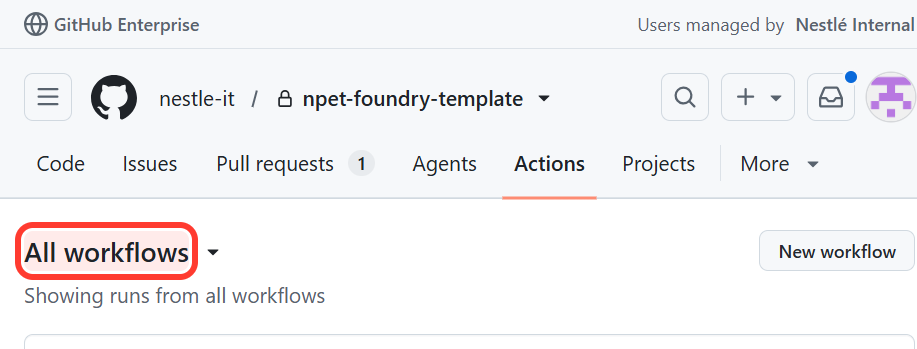 GitHub Enterprise
Users managed by Nestlé Internal
nestle-it / npet-foundry-template
Code Issues Pull requests 1 Agents Actions Projects More
All workflows
New workflow
Showing runs from all workflows